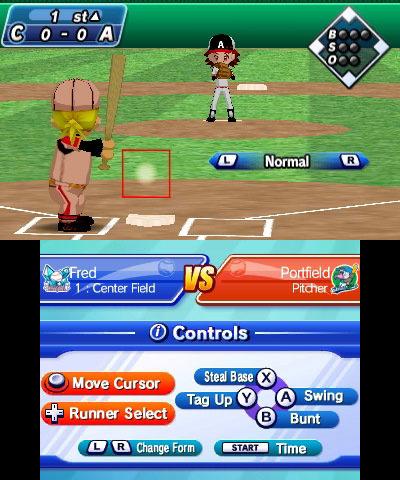 1 st▲
C 0 - 0 A
B
S
O
A
L Normal R
Fred
1 : Center Field
VS
Portfield
Pitcher
i Controls
Move Cursor
Runner Select
Steal Base X
Tag Up Y
A Swing
B Bunt
L R Change Form
START Time